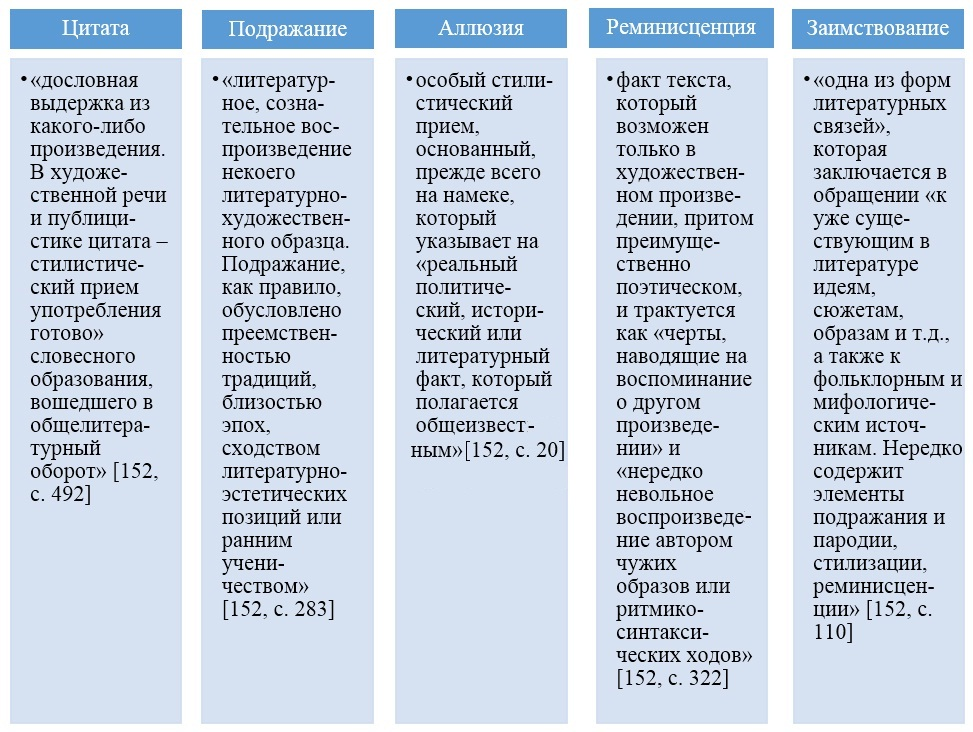 Цитата
•«дословная
выдержка из
какого-либо
произведения.
В художе-
ственной речи
и публици-
стике цитата –
стилистиче-
ский прием
употребления
готово»
словесного
образования,
вошедшего в
общелитера-
турный
оборот» [152,
с. 492]
Подражание
•«литератур-
ное, созна-
тельное вос-
произведение
некоего
литературно-
художествен-
ного образца.
Подражание,
как правило,
обусловлено
преемствен-
ностью
традиций,
близостью
эпох,
сходством
литературно-
эстетических
позиций или
ранним
учени-
чеством»
[152, с. 283]
Аллюзия
•особый стили-
стический
прием,
основанный,
прежде всего
на намеке,
который
указывает на
«реальный
политиче-
ский, истори-
ческий или
литературный
факт, который
полагается
общеизвест-
ным»[152, с. 20]
Реминисценция
•факт текста,
который
возможен
только в
художествен-
ном произве-
дении, притом
преимуще-
ственно
поэтическом,
и трактуется
как «черты,
наводящие на
воспоминание
о другом
произведе-
нии» и
«нередко
невольное
воспроизведе-
ние автором
чужих
образов или
ритмико-
синтакси-
ческих ходов»
[152, с. 322]
Заимствование
•«одна из форм
литературных
связей»,
которая
заключается в
обращении «к
уже суще-
ствующим в
литературе
идеям,
сюжетам,
образам и т.д.,
а также к
фольклорным и
мифологиче-
ским источ-
никам. Нередко
содержит
элементы
подражания и
пародии,
стилизации,
реминисцен-
ции» [152, с.
110]